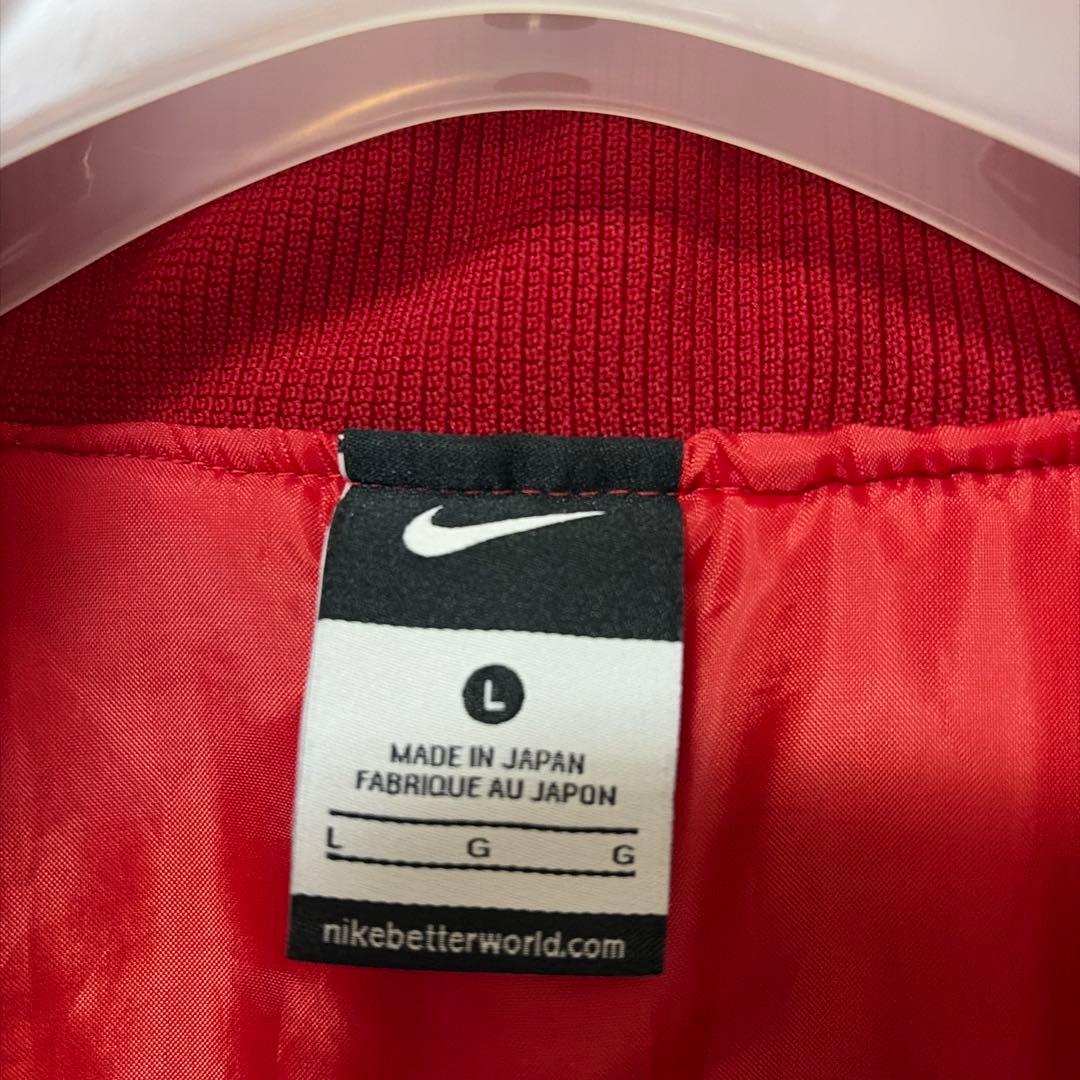 L
MADE IN JAPAN
FABRIQUE AU JAPON
L G G
nikebetterworld.com